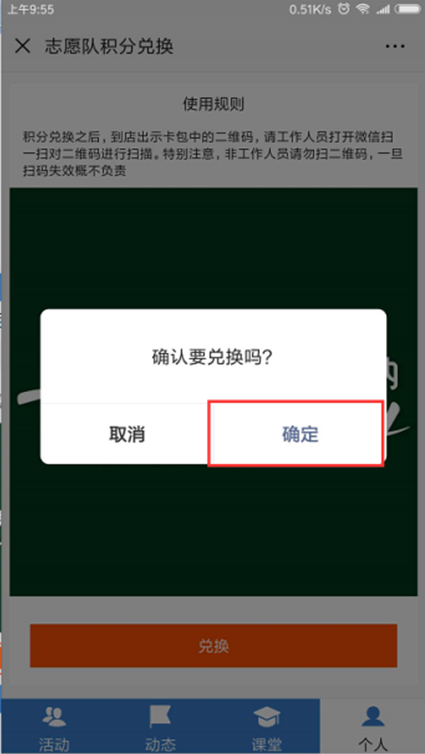 上午9:55
0.51K/s
志愿队积分兑换
使用规则
积分兑换之后，到店出示卡包中的二维码，请工作人员打开微信扫
一扫对二维码进行扫描。特别注意，非工作人员请勿扫二维码，一旦
扫码失效概不负责
确认要兑换吗？
取消
确定
兑换
活动
动态
课堂
个人